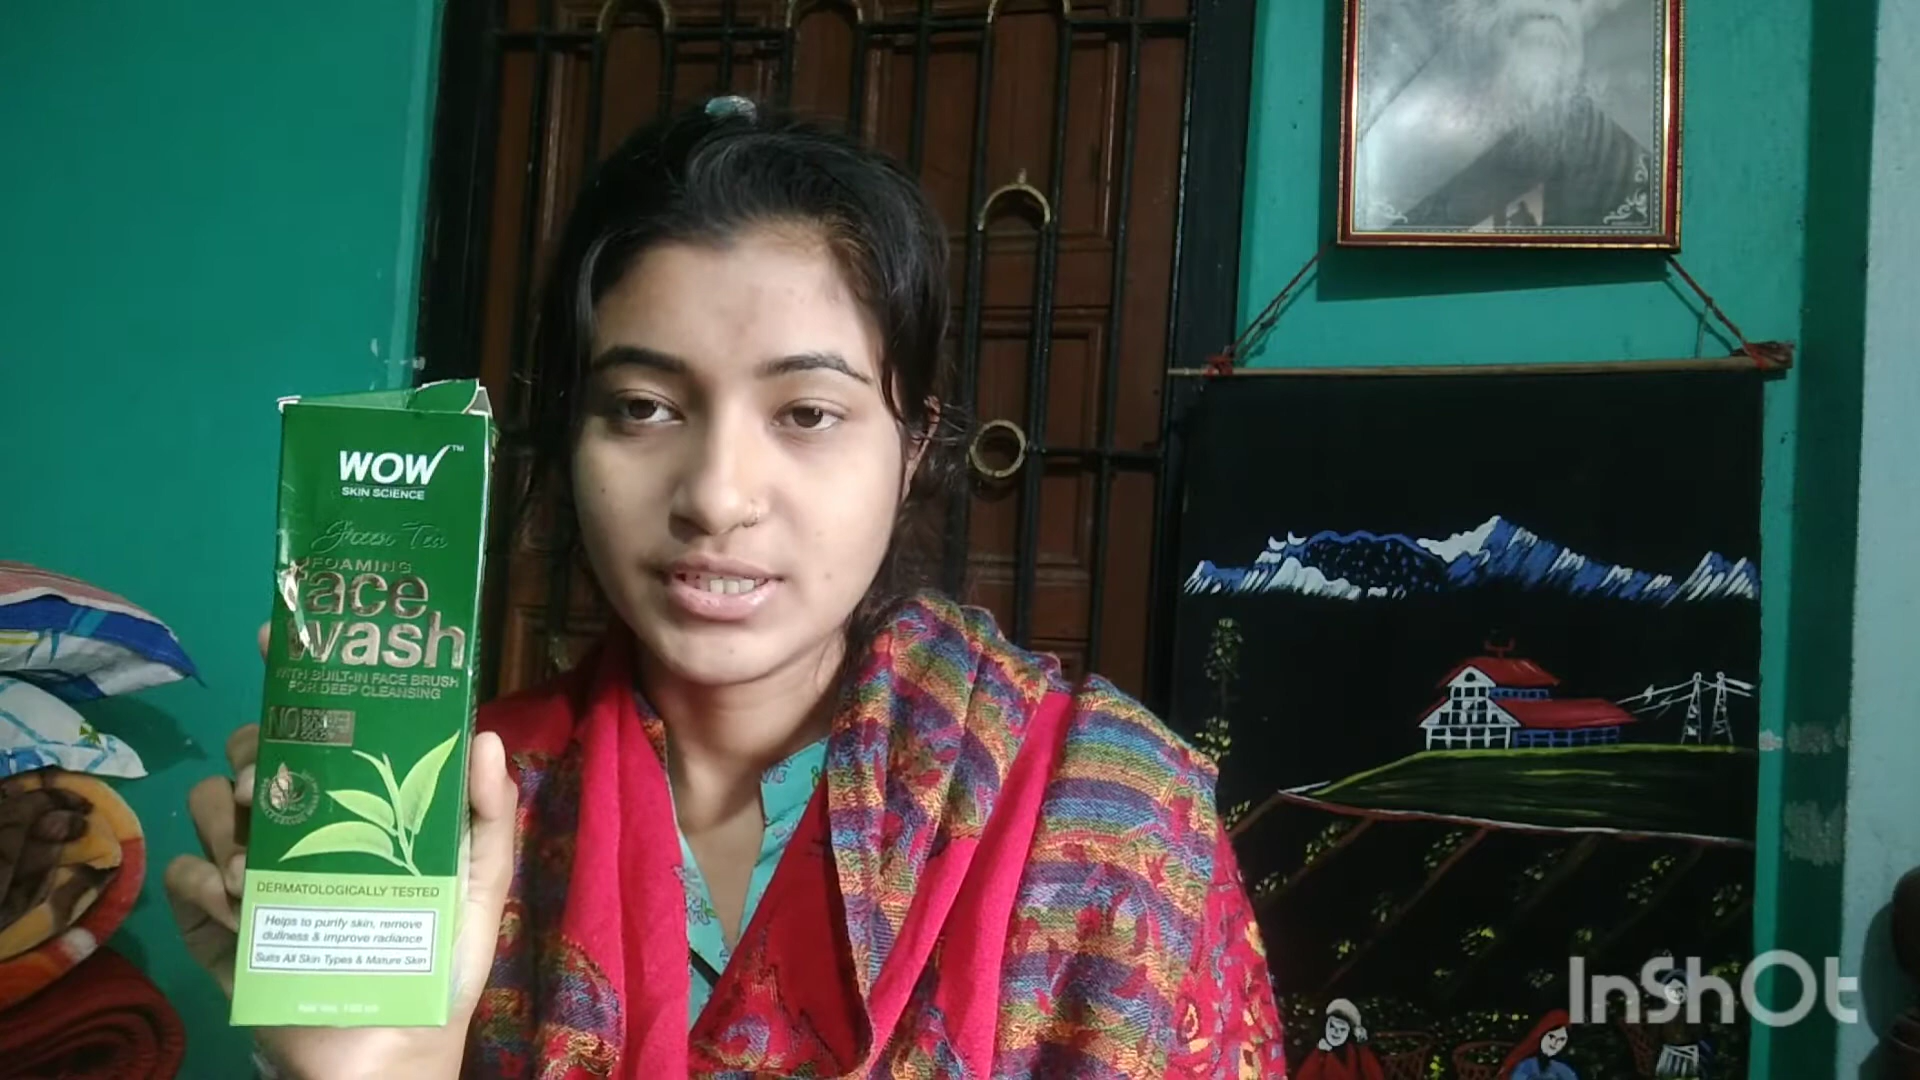 WOW™
SKIN SCIENCE
Green Tea
FOAMING
face
wash
WITH BUILT-IN FACE BRUSH
FOR DEEP CLEANSING
NO
DERMATOLOGICALLY TESTED
Helps to purify skin, remove
dullness & improve radiance
Suits All Skin Types & Mature Skin
InShOt